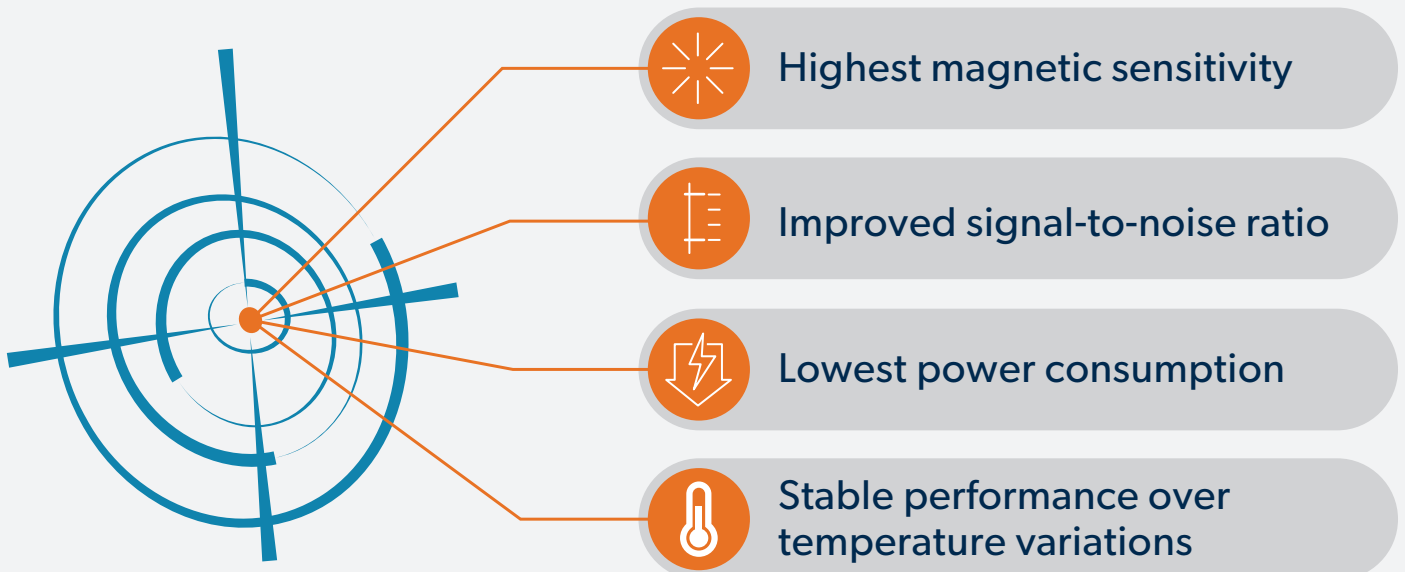 Highest magnetic sensitivity
Improved signal-to-noise ratio
Lowest power consumption
Stable performance over
temperature variations